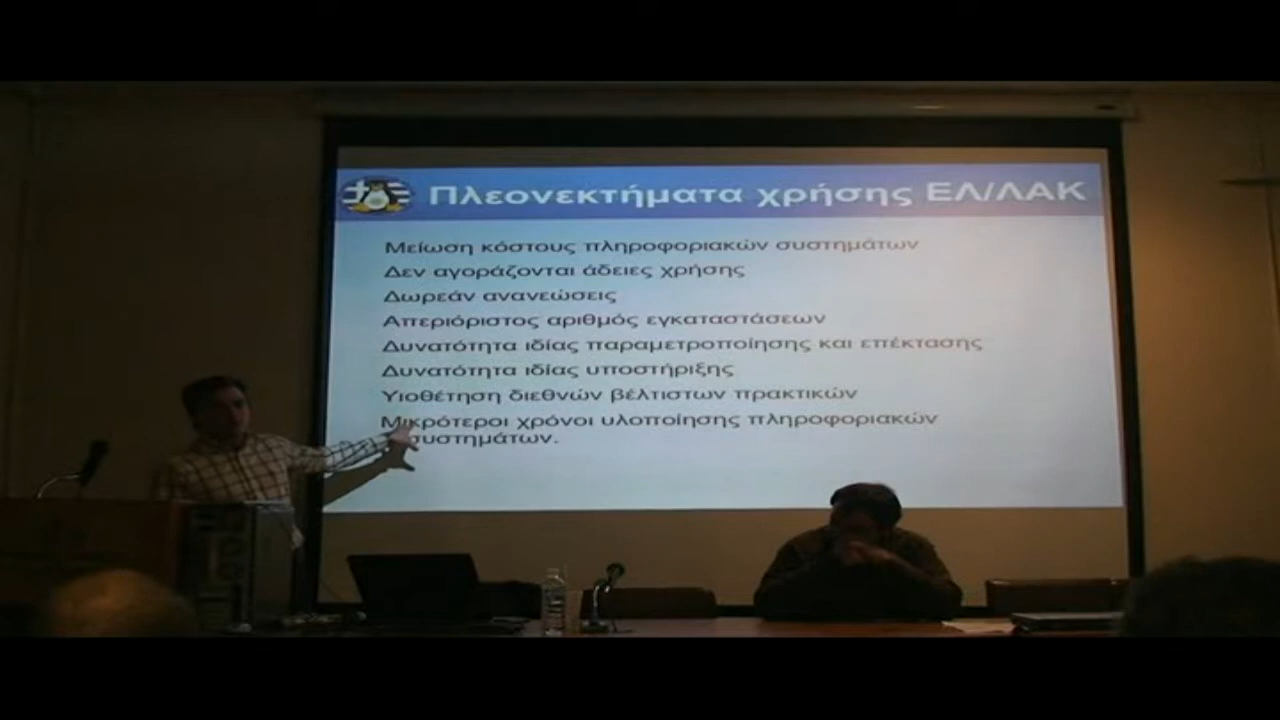 Πλεονεκτήματα χρήσης ΕΛ/ΛΑΚ
Μείωση κόστους πληροφοριακών συστημάτων
Δεν αγοράζονται άδειες χρήσης
Δωρεάν ανανεώσεις
Απεριόριστος αριθμός εγκαταστάσεων
Δυνατότητα ιδίας παραμετροποίησης και επέκτασης
Δυνατότητα ιδίας υποστήριξης
Υιοθέτηση διεθνών βέλτιστων πρακτικών
Μικρότεροι χρόνοι υλοποίησης πληροφοριακών
συστημάτων.